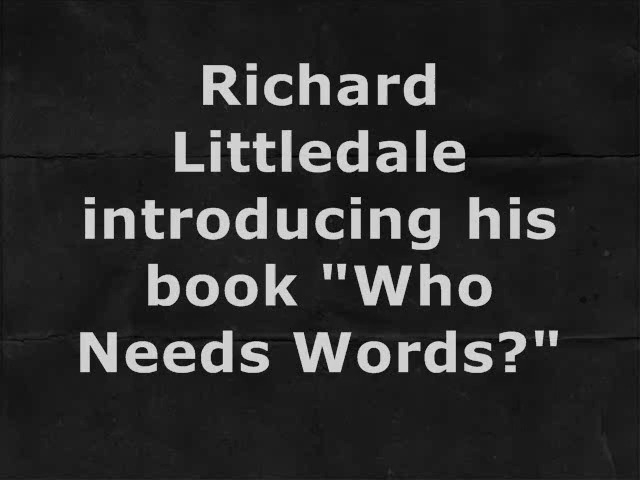 Richard
Littledale
introducing his
book "Who
Needs Words?"